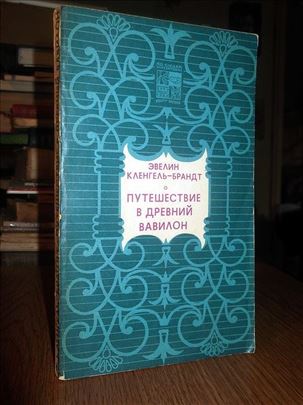 ЭВЕЛИН
КЛЕНГЕЛЬ-БРАНДТ
ПУТЕШЕСТВИЕ
В ДРЕВНИЙ
ВАВИЛОН